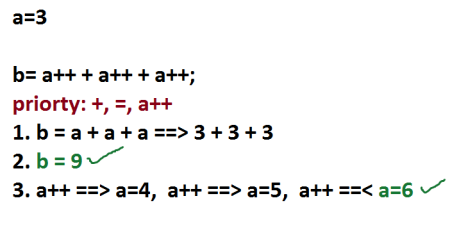 a=3
b= a++ + a++ + a++;
priorty: +, =, a++
1. b = a + a + a ==> 3 + 3 + 3
2. b = 9
3. a++ ==> a=4, a++ ==> a=5, a++ ==< a=6